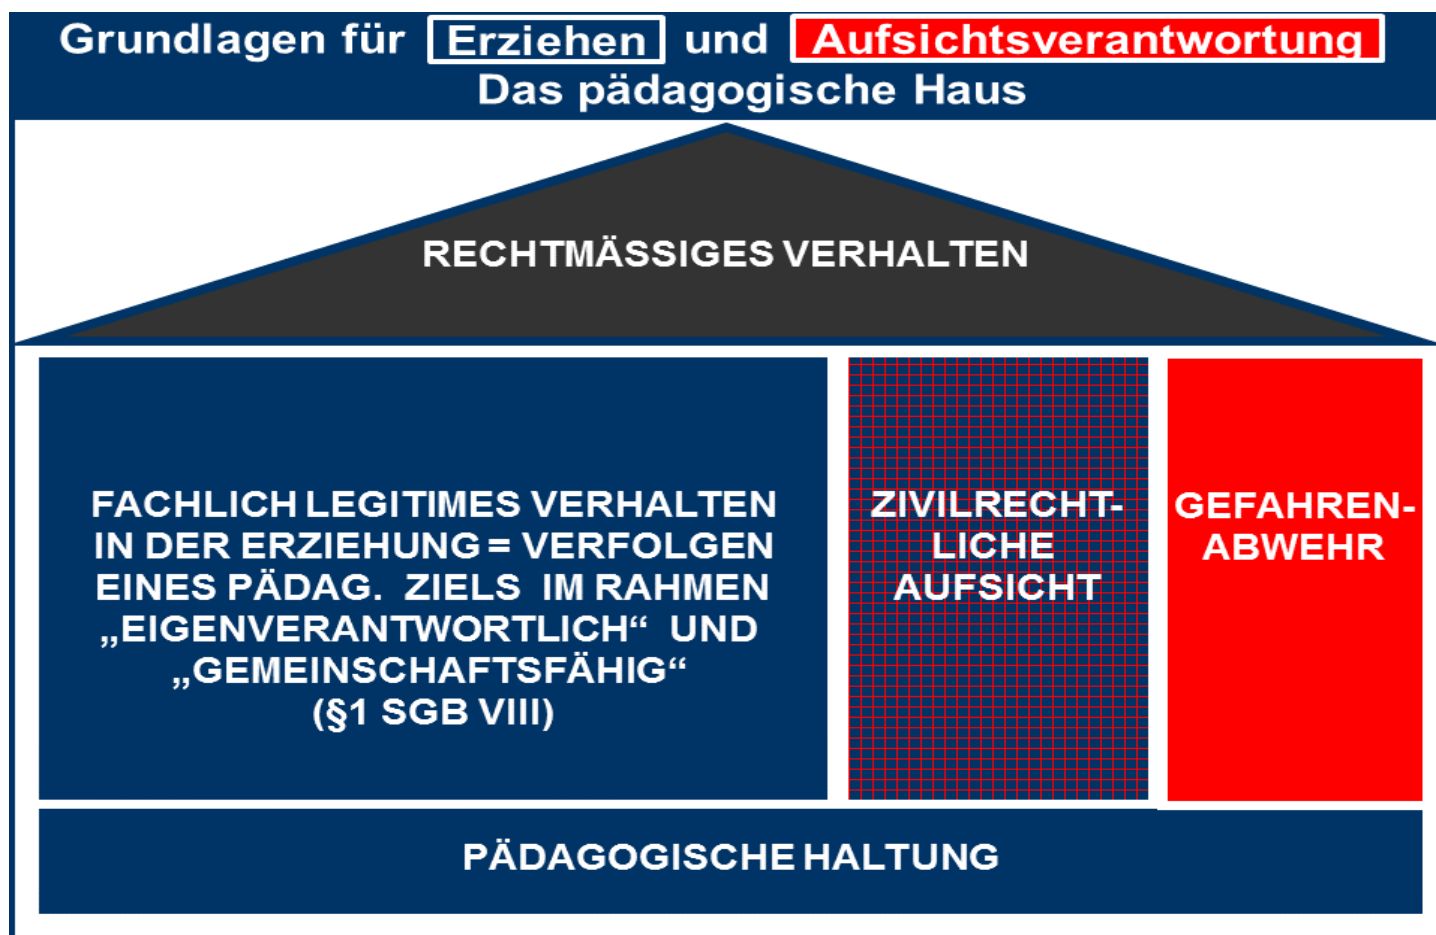 Grundlagen für Erziehen und Aufsichtsverantwortung
Das pädagogische Haus
RECHTMÄSSIGES VERHALTEN
FACHLICH LEGITIMES VERHALTEN
IN DER ERZIEHUNG = VERFOLGEN
EINES PÄDAG. ZIELS IM RAHMEN
„EIGENVERANTWORTLICH“ UND
„GEMEINSCHAFTSFÄHIG“
(§1 SGB VIII)
ZIVILRECHT-
LICHE
AUFSICHT
GEFAHREN-
ABWEHR
PÄDAGOGISCHE HALTUNG